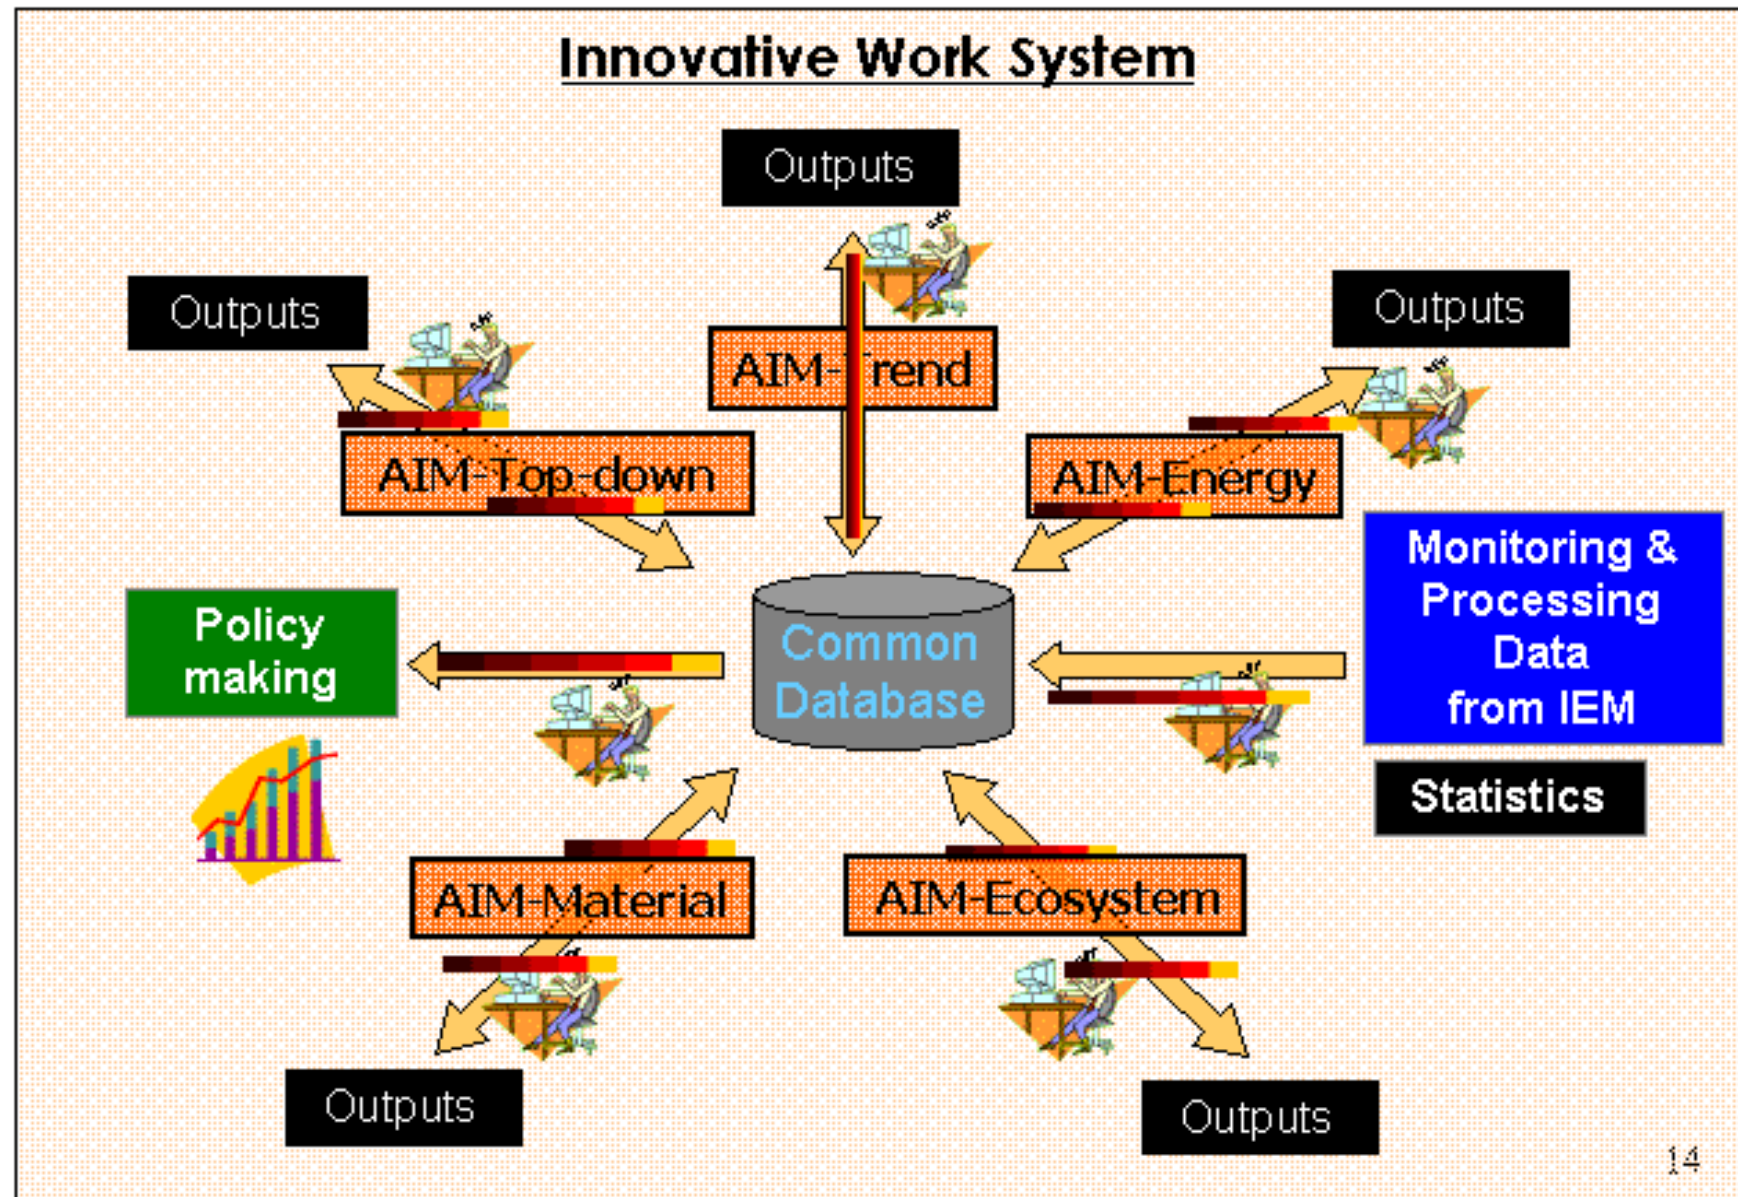 Innovative Work System
Outputs
Outputs
Outputs
AIM-Trend
AIM-Top-down
AIM-Energy
Policy
making
Common
Database
Monitoring &
Processing
Data
from IEM
Statistics
AIM-Material
AIM-Ecosystem
Outputs
Outputs
14